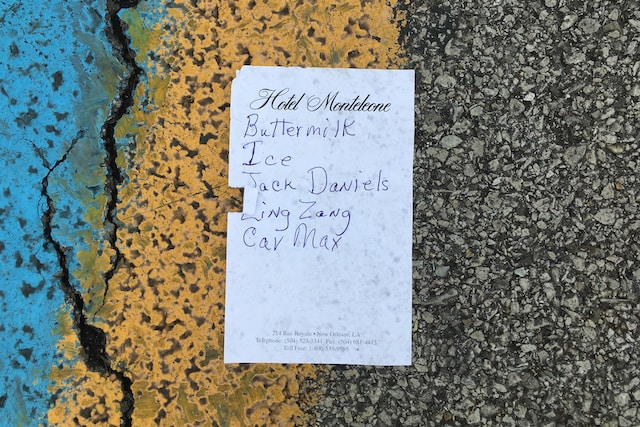 Hotel Monteleone
Buttermilk
Ice
Jack Daniels
Zing Zang
Car Max
214 Rue Royale • New Orleans, LA
Telephone: (504) 523-3341 Fax: (504) 681-4413
Toll Free: 1-800-535-9595